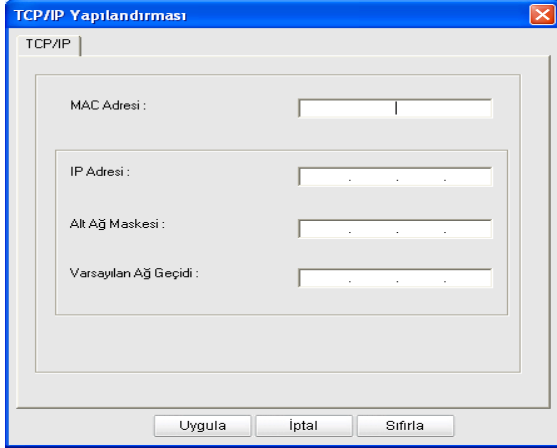 TCP/IP Yapılandırması
TCP/IP
MAC Adresi :
IP Adresi :
. . .
Alt Ağ Maskesi :
. . .
Varsayılan Ağ Geçidi :
. . .
Uygula İptal Sıfırla